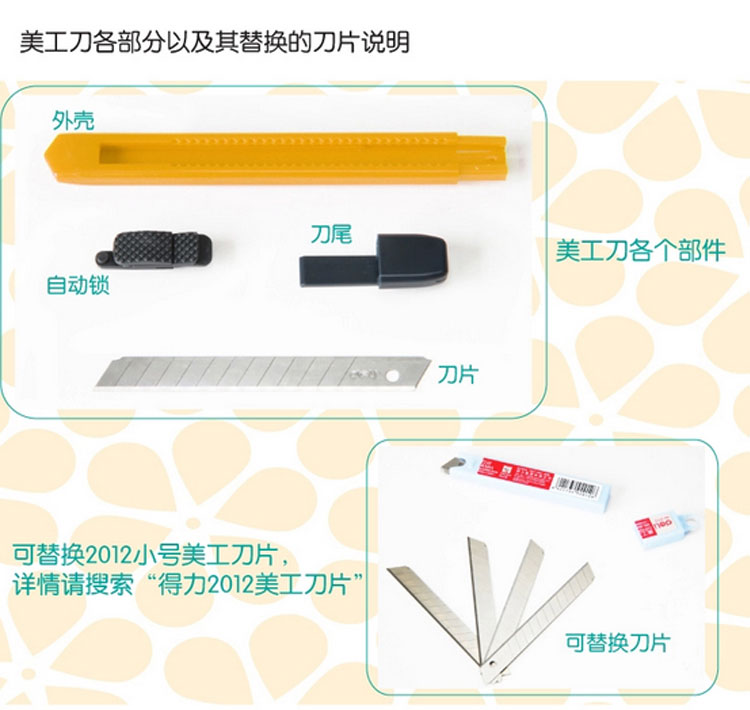 美工刀各部分以及其替换的刀片说明
外壳
刀尾
自动锁
美工刀各个部件
刀片
deli
可替换2012小号美工刀片，
详情请搜索“得力2012美工刀片”
可替换刀片